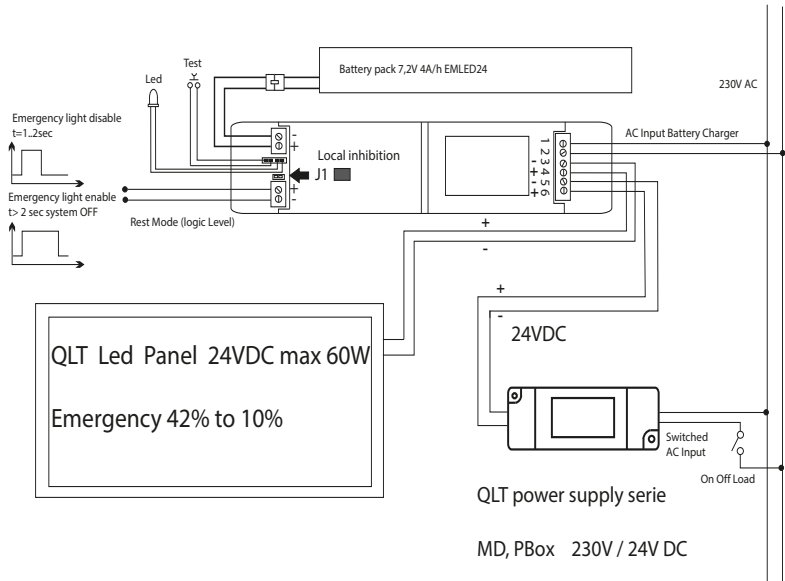 Battery pack 7,2V 4A/h EMLED24
Test
Led
230V AC
Emergency light disable
t=1..2sec
AC Input Battery Charger
Local inhibition
J1
-
+
+
-
1 2 3 4 5 6
- + - +
Emergency light enable
t> 2 sec system OFF
Rest Mode (logic Level)
+
-
+
-
24VDC
QLT Led Panel 24VDC max 60W
Emergency 42% to 10%
Switched
AC Input
On Off Load
QLT power supply serie
MD, PBox 230V / 24V DC